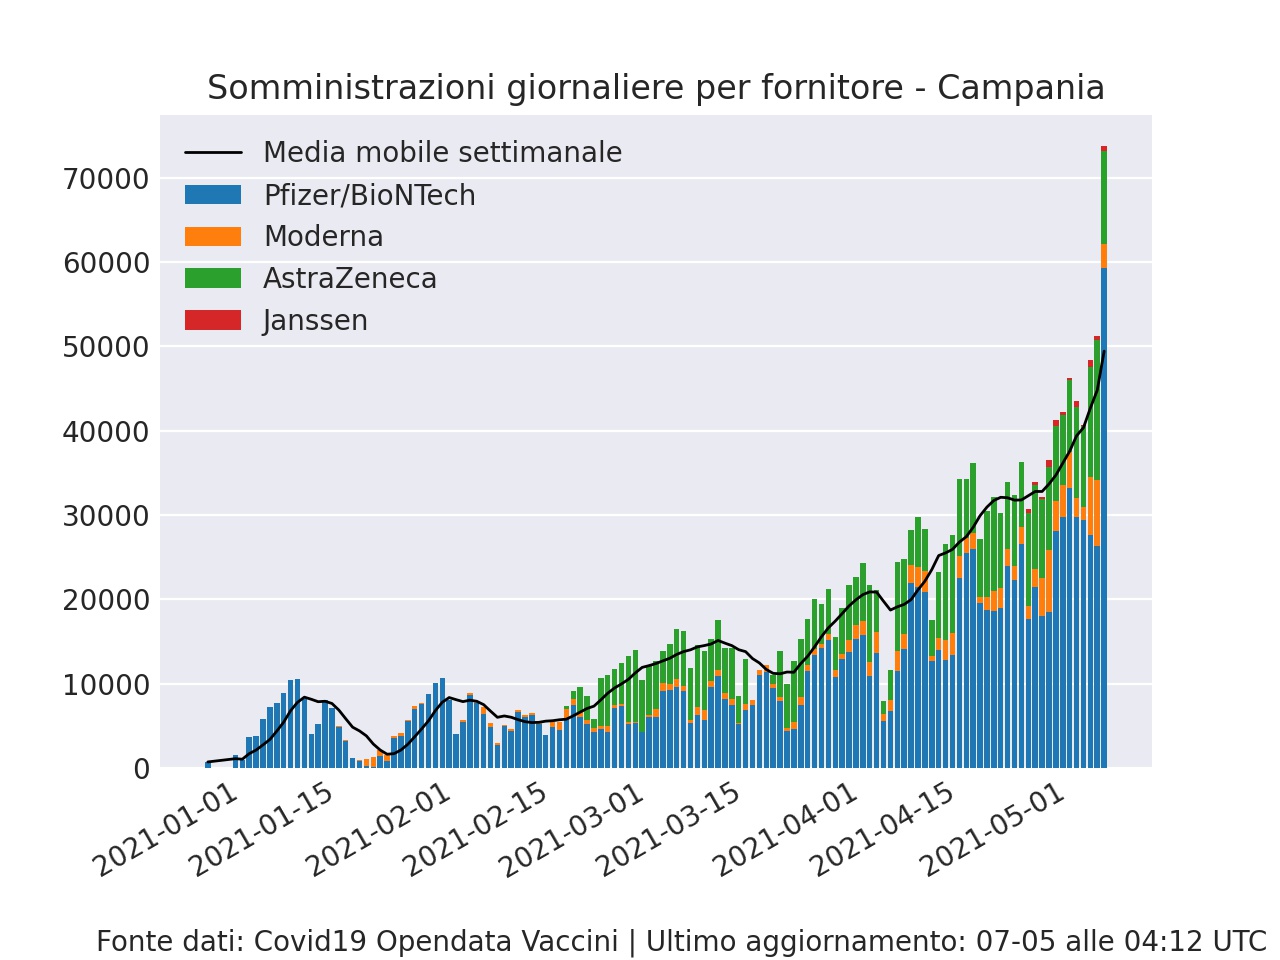 Somministrazioni giornaliere per fornitore - Campania
Media mobile settimanale
Pfizer/BioNTech
Moderna
AstraZeneca
Janssen
70000
60000
50000
40000
30000
20000
10000
0
2021-01-01
2021-01-15
2021-02-01
2021-02-15
2021-03-01
2021-03-15
2021-04-01
2021-04-15
2021-05-01
Fonte dati: Covid19 Opendata Vaccini | Ultimo aggiornamento: 07-05 alle 04:12 UTC